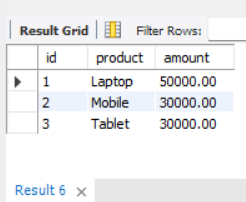 Result Grid Filter Rows:
id product amount
1 Laptop 50000.00
2 Mobile 30000.00
3 Tablet 30000.00
Result 6 ×